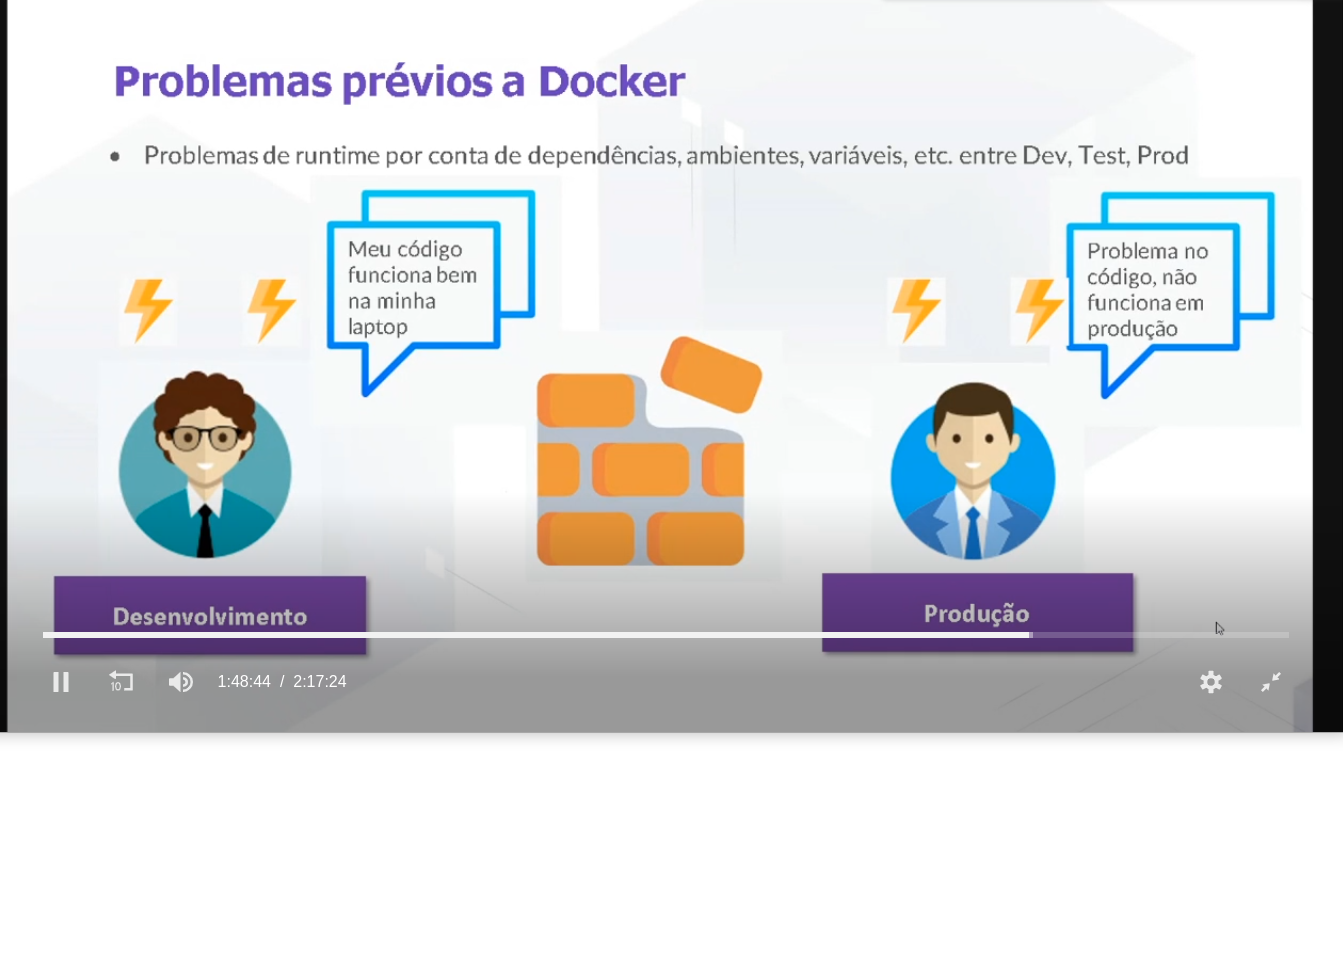 Problemas prévios a Docker
• Problemas de runtime por conta de dependências, ambientes, variáveis, etc. entre Dev, Test, Prod
Meu código
funciona bem
na minha
laptop
Problema no
código, não
funciona em
produção
Desenvolvimento
Produção
10
1:48:44 / 2:17:24